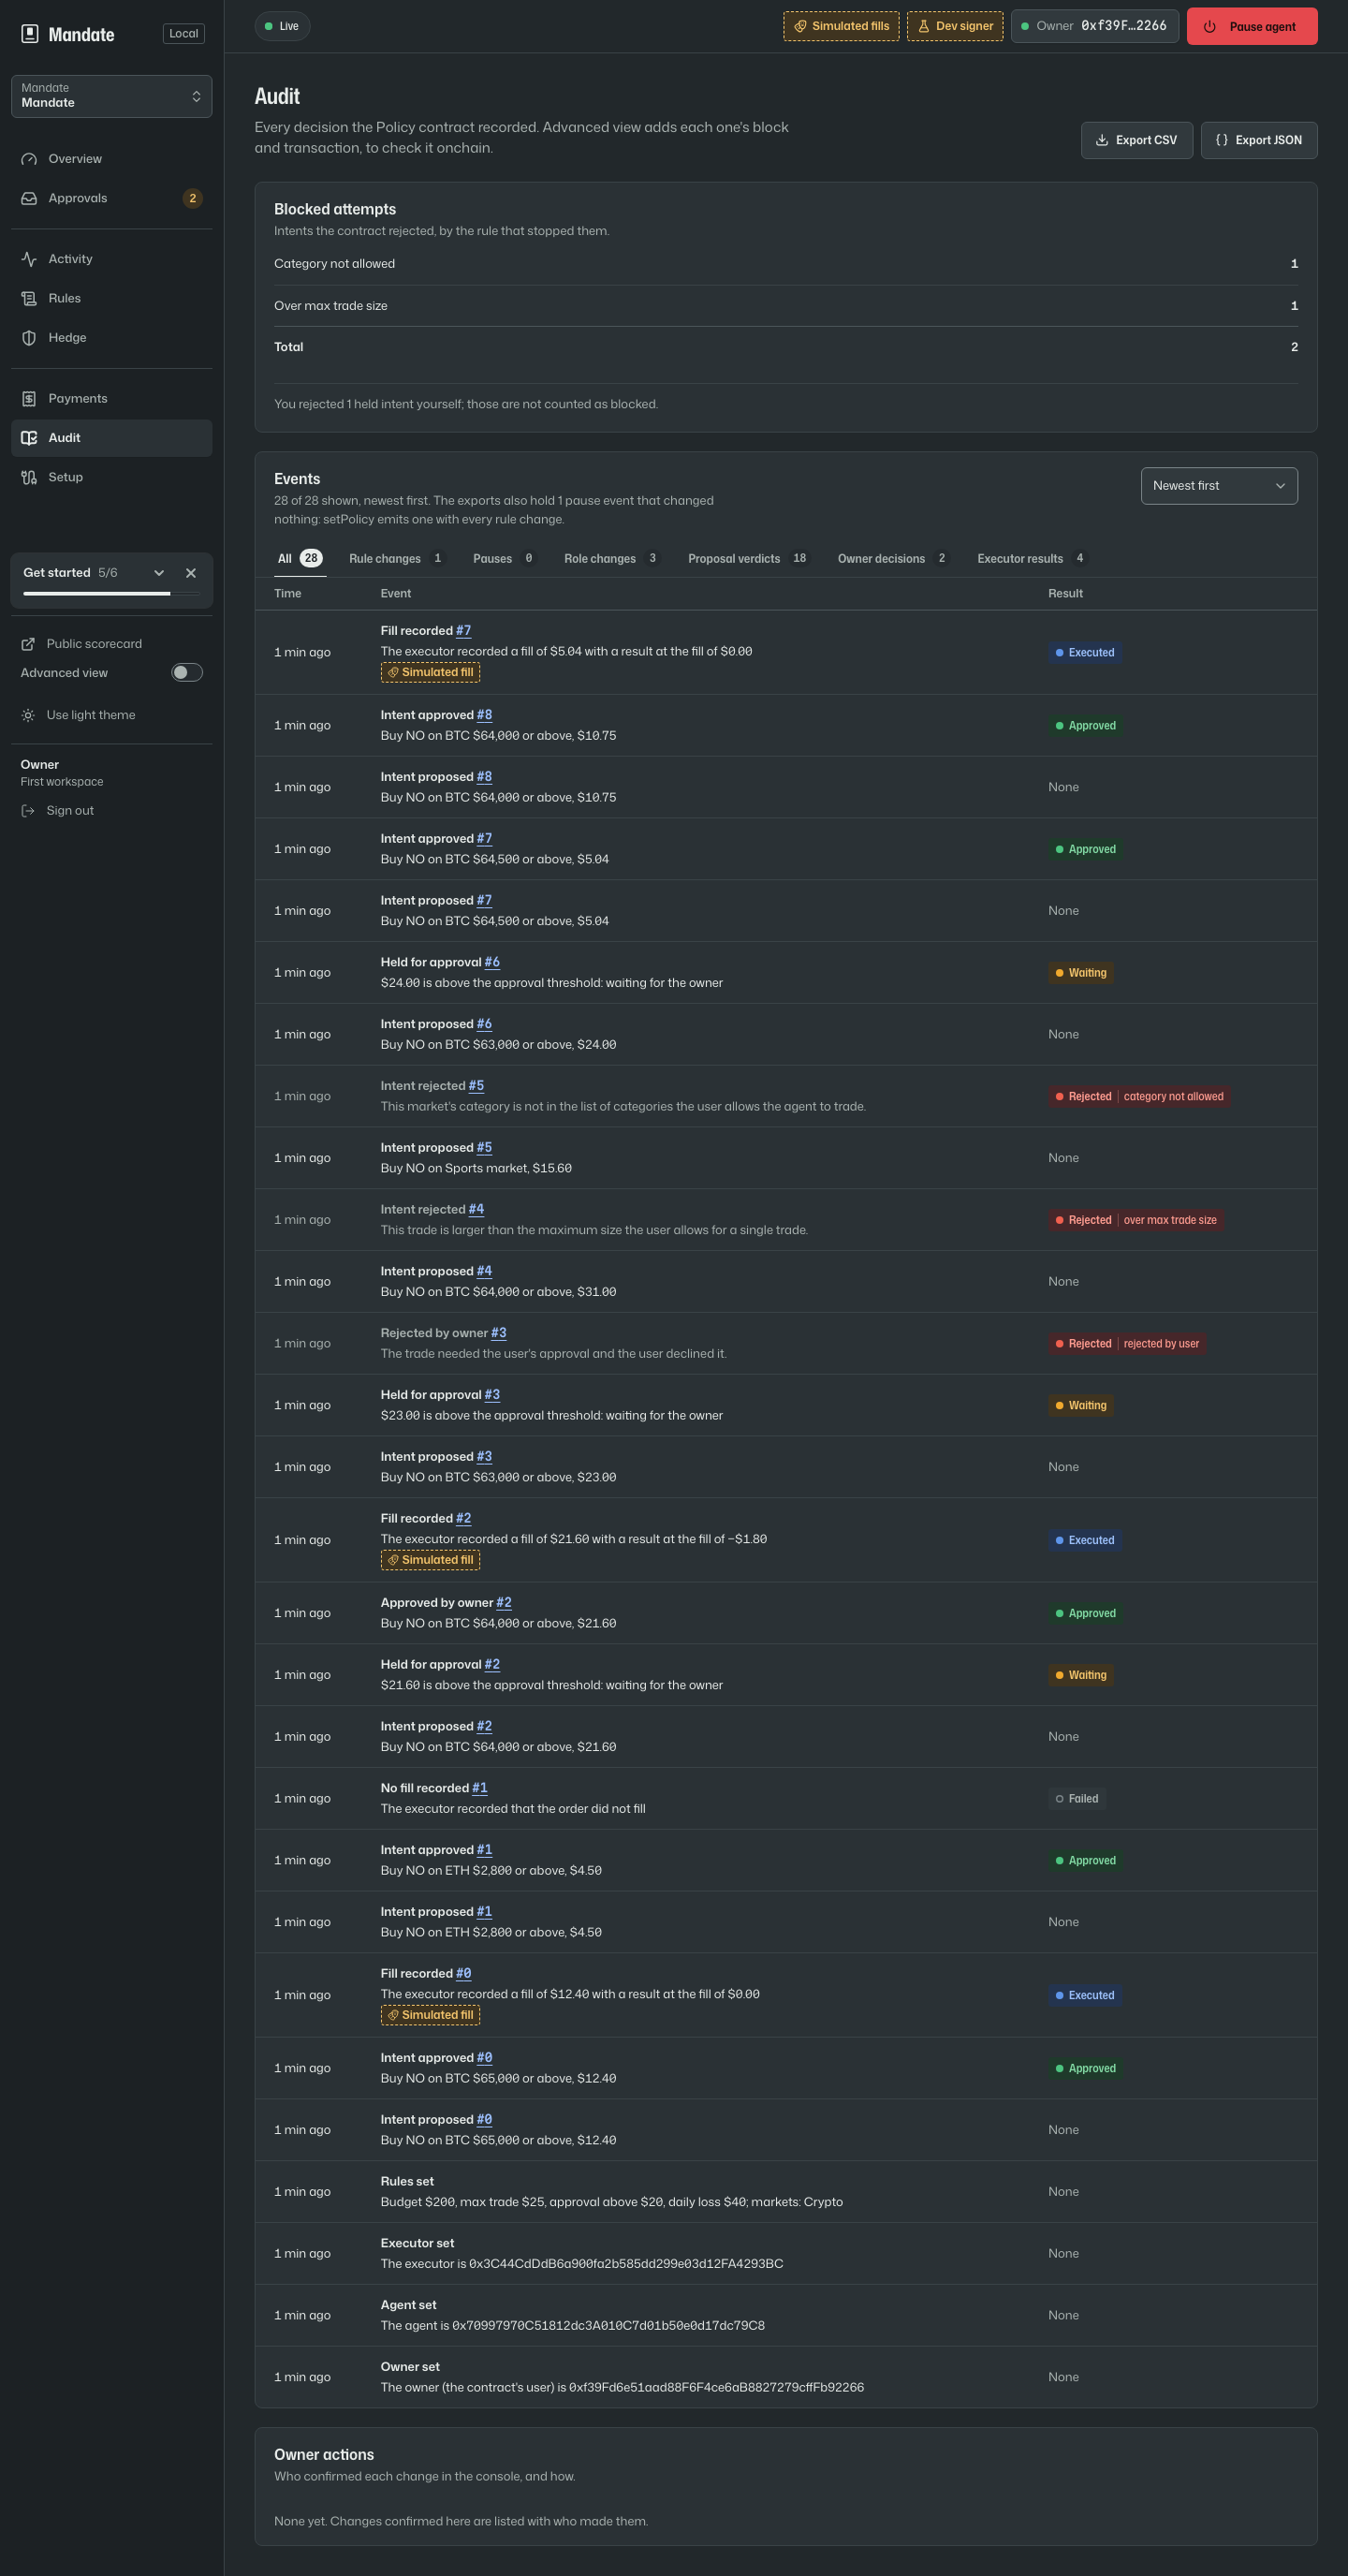 Mandate
Local
Mandate
Mandate
Overview
Approvals 2
Activity
Rules
Hedge
Payments
Audit
Setup
Get started 5/6
Public scorecard
Advanced view
Use light theme
Owner
First workspace
Sign out
Live
Simulated fills
Dev signer
Owner 0xf39F…2266
Pause agent
Audit
Every decision the Policy contract recorded. Advanced view adds each one's block
and transaction, to check it onchain.
Export CSV
Export JSON
Blocked attempts
Intents the contract rejected, by the rule that stopped them.
Category not allowed 1
Over max trade size 1
Total 2
You rejected 1 held intent yourself; those are not counted as blocked.
Events
28 of 28 shown, newest first. The exports also hold 1 pause event that changed
nothing: setPolicy emits one with every rule change.
Newest first
All 28 Rule changes 1 Pauses 0 Role changes 3 Proposal verdicts 18 Owner decisions 2 Executor results 4
Time Event Result
Fill recorded #7
1 min ago The executor recorded a fill of $5.04 with a result at the fill of $0.00 Executed
Simulated fill
Intent approved #8
1 min ago Approved
Buy NO on BTC $64,000 or above, $10.75
Intent proposed #8
1 min ago None
Buy NO on BTC $64,000 or above, $10.75
Intent approved #7
1 min ago Approved
Buy NO on BTC $64,500 or above, $5.04
Intent proposed #7
1 min ago None
Buy NO on BTC $64,500 or above, $5.04
Held for approval #6
1 min ago Waiting
$24.00 is above the approval threshold: waiting for the owner
Intent proposed #6
1 min ago None
Buy NO on BTC $63,000 or above, $24.00
Intent rejected #5
1 min ago Rejected category not allowed
This market's category is not in the list of categories the user allows the agent to trade.
Intent proposed #5
1 min ago None
Buy NO on Sports market, $15.60
Intent rejected #4
1 min ago Rejected over max trade size
This trade is larger than the maximum size the user allows for a single trade.
Intent proposed #4
1 min ago None
Buy NO on BTC $64,000 or above, $31.00
Rejected by owner #3
1 min ago Rejected rejected by user
The trade needed the user's approval and the user declined it.
Held for approval #3
1 min ago Waiting
$23.00 is above the approval threshold: waiting for the owner
Intent proposed #3
1 min ago None
Buy NO on BTC $63,000 or above, $23.00
Fill recorded #2
1 min ago The executor recorded a fill of $21.60 with a result at the fill of −$1.80 Executed
Simulated fill
Approved by owner #2
1 min ago Approved
Buy NO on BTC $64,000 or above, $21.60
Held for approval #2
1 min ago Waiting
$21.60 is above the approval threshold: waiting for the owner
Intent proposed #2
1 min ago None
Buy NO on BTC $64,000 or above, $21.60
No fill recorded #1
1 min ago Failed
The executor recorded that the order did not fill
Intent approved #1
1 min ago Approved
Buy NO on ETH $2,800 or above, $4.50
Intent proposed #1
1 min ago None
Buy NO on ETH $2,800 or above, $4.50
Fill recorded #0
1 min ago The executor recorded a fill of $12.40 with a result at the fill of $0.00 Executed
Simulated fill
Intent approved #0
1 min ago Approved
Buy NO on BTC $65,000 or above, $12.40
Intent proposed #0
1 min ago None
Buy NO on BTC $65,000 or above, $12.40
Rules set
1 min ago None
Budget $200, max trade $25, approval above $20, daily loss $40; markets: Crypto
Executor set
1 min ago None
The executor is 0x3C44CdDdB6a900fa2b585dd299e03d12FA4293BC
Agent set
1 min ago None
The agent is 0x70997970C51812dc3A010C7d01b50e0d17dc79C8
Owner set
1 min ago None
The owner (the contract's user) is 0xf39Fd6e51aad88F6F4ce6aB8827279cffFb92266
Owner actions
Who confirmed each change in the console, and how.
None yet. Changes confirmed here are listed with who made them.